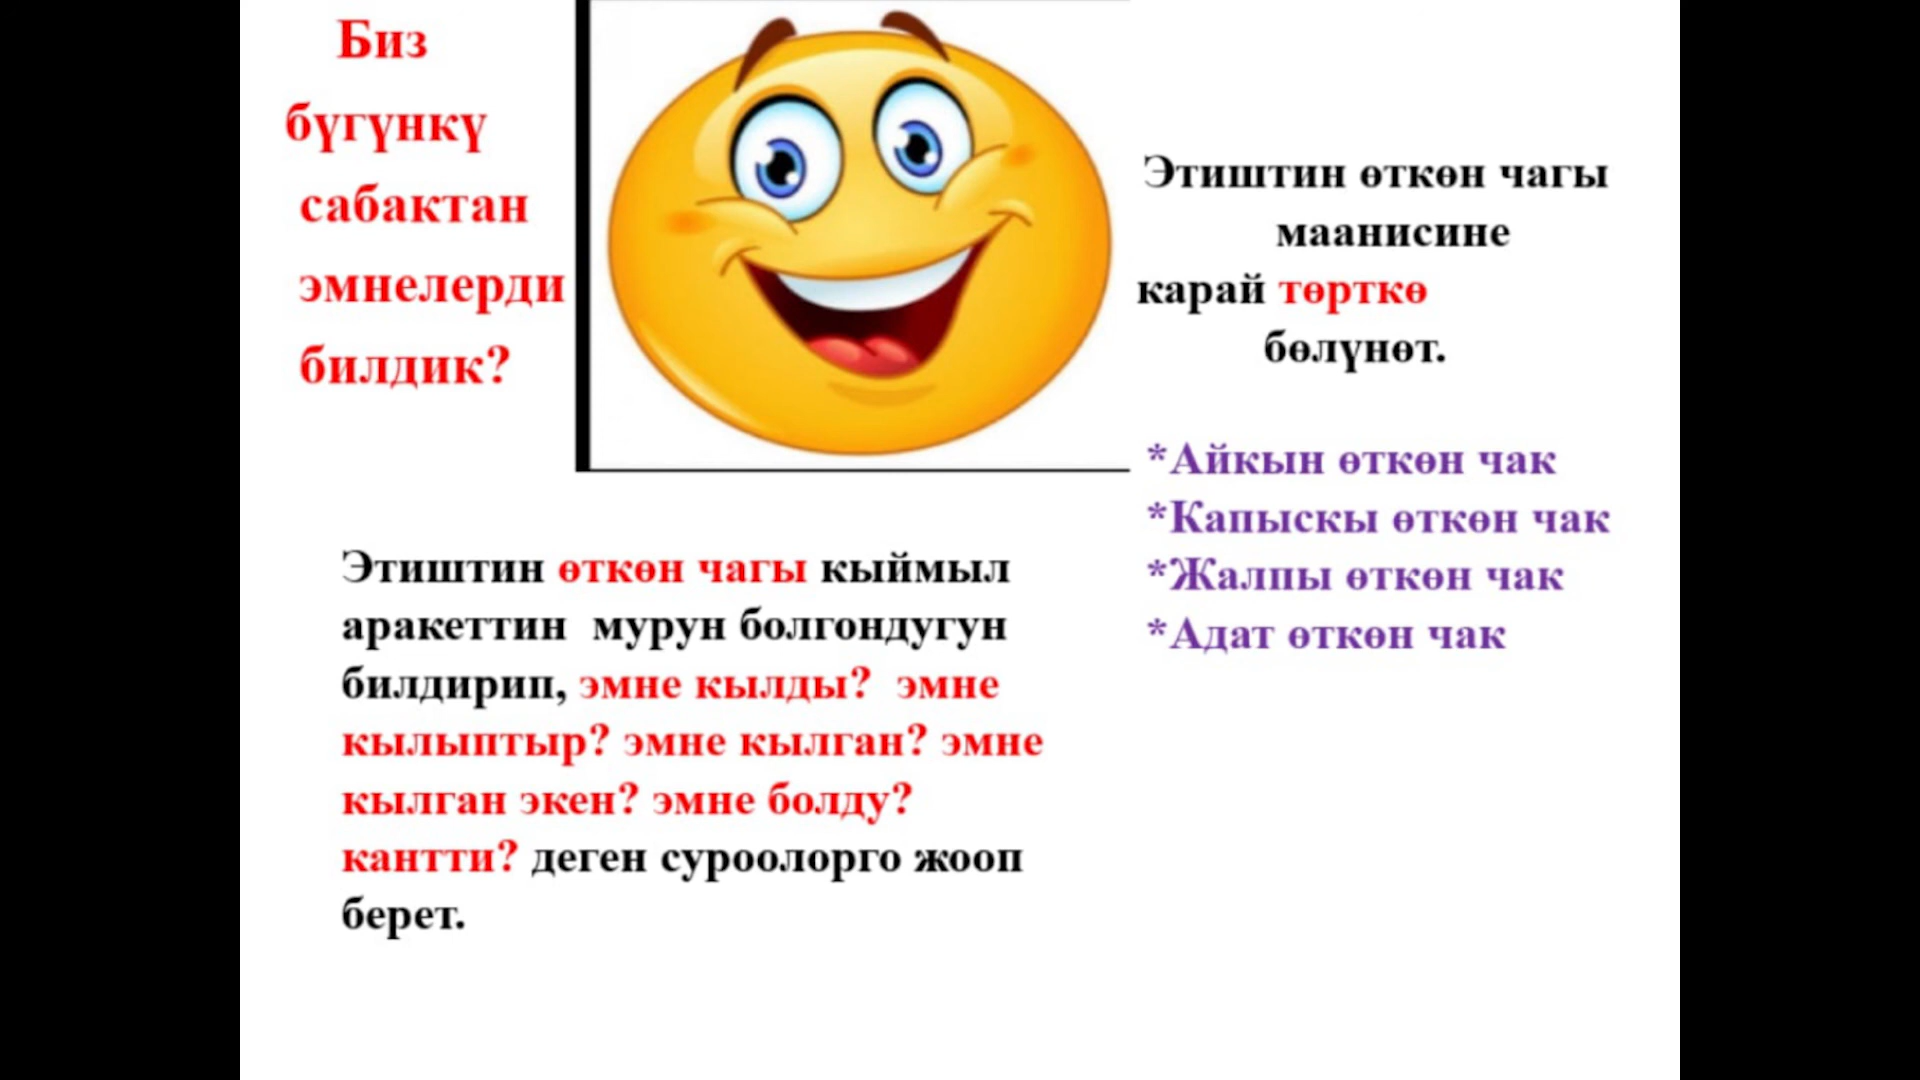 Биз
бүгүнкү
сабактан
эмнелерди
билдик?
Этиштин өткөн чагы
маанисине
карай төрткө
бөлүнөт.
*Айкын өткөн чак
*Капыскы өткөн чак
*Жалпы өткөн чак
*Адат өткөн чак
Этиштин өткөн чагы кыймыл
аракеттин мурун болгондугун
билдирип, эмне кылды? эмне
кылыптыр? эмне кылган? эмне
кылган экен? эмне болду?
кантти? деген суроолорго жооп
берет.